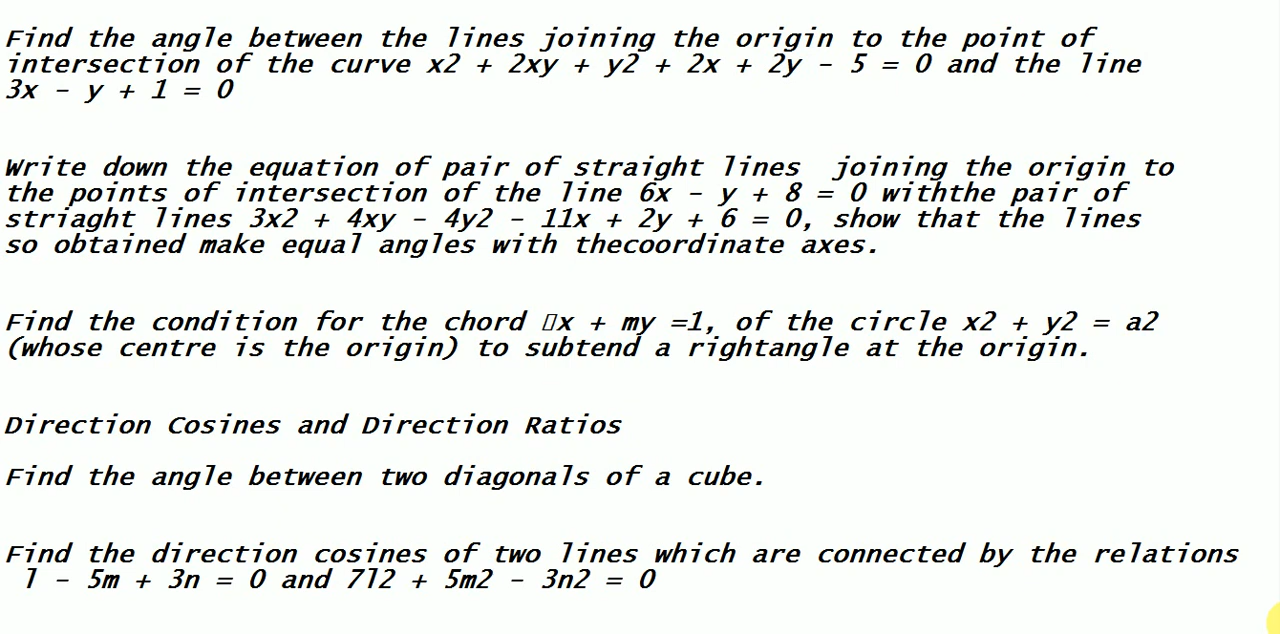 Find the angle between the lines joining the origin to the point of
intersection of the curve x2 + 2xy + y2 + 2x + 2y - 5 = 0 and the line
3x - y + 1 = 0
Write down the equation of pair of straight lines  joining the origin to
the points of intersection of the line 6x - y + 8 = 0 withthe pair of
striaght lines 3x2 + 4xy - 4y2 - 11x + 2y + 6 = 0, show that the lines
so obtained make equal angles with thecoordinate axes.
Find the condition for the chord ▯x + my =1, of the circle x2 + y2 = a2
(whose centre is the origin) to subtend a rightangle at the origin.
Direction Cosines and Direction Ratios
Find the angle between two diagonals of a cube.
Find the direction cosines of two lines which are connected by the relations
l - 5m + 3n = 0 and 7l2 + 5m2 - 3n2 = 0